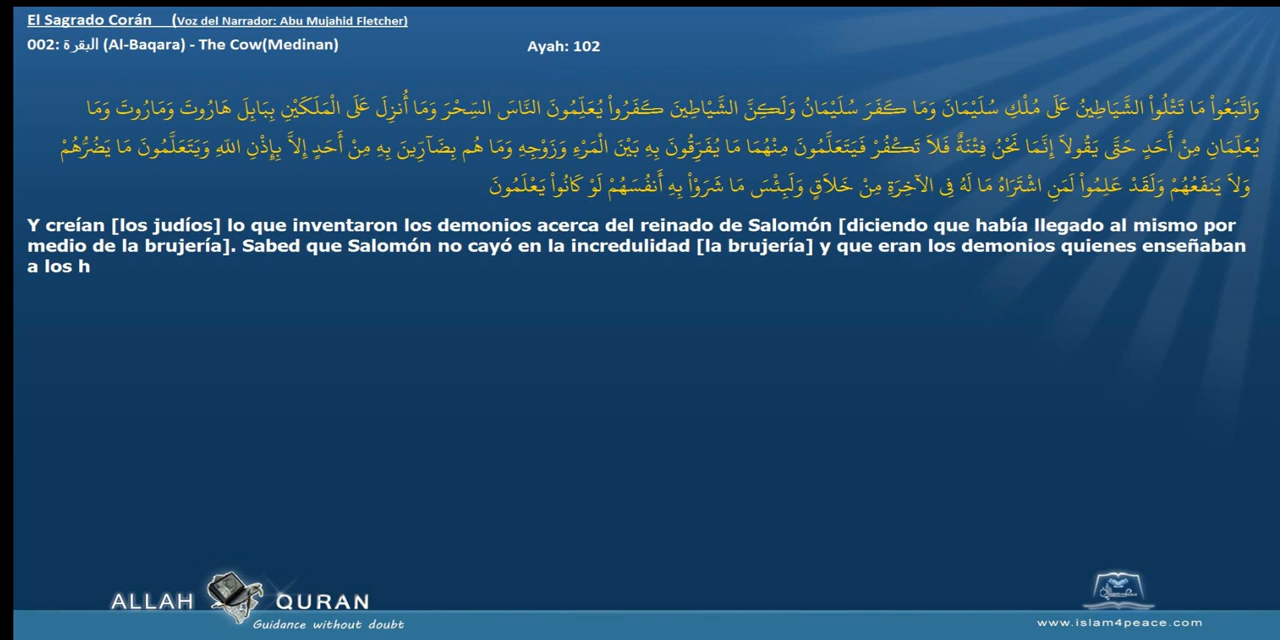 El Sagrado Corán (Voz del Narrador: Abu Mujahid Fletcher)
002: البقرة (Al-Baqara) - The Cow(Medinan) Ayah: 102
وَاتَّبَعُواْ مَا تَتْلُواْ الشَّيَاطِينُ عَلَى مُلْكِ سُلَيْمَانَ وَمَا كَفَرَ سُلَيْمَانُ وَلَكِنَّ الشَّيْاطِينَ كَفَرُواْ يُعَلِّمُونَ النَّاسَ السِّحْرَ وَمَا أُنزِلَ عَلَى الْمَلَكَيْنِ بِبَابِلَ هَارُوتَ وَمَارُوتَ وَمَا
يُعَلِّمَانِ مِنْ أَحَدٍ حَتَّى يَقُولاَ إِنَّمَا نَحْنُ فِتْنَةٌ فَلاَ تَكْفُرْ فَيَتَعَلَّمُونَ مِنْهُمَا مَا يُفَرِّقُونَ بِهِ بَيْنَ الْمَرْءِ وَزَوْجِهِ وَمَا هُم بِضَآرِّينَ بِهِ مِنْ أَحَدٍ إِلاَّ بِإِذْنِ اللّهِ وَيَتَعَلَّمُونَ مَا يَضُرُّهُمْ
وَلاَ يَنفَعُهُمْ وَلَقَدْ عَلِمُواْ لَمَنِ اشْتَرَاهُ مَا لَهُ فِى الآخِرَةِ مِنْ خَلاَقٍ وَلَبِئْسَ مَا شَرَوْاْ بِهِ أَنفُسَهُمْ لَوْ كَانُواْ يَعْلَمُونَ
Y creían [los judíos] lo que inventaron los demonios acerca del reinado de Salomón [diciendo que había llegado al mismo por
medio de la brujería]. Sabed que Salomón no cayó en la incredulidad [la brujería] y que eran los demonios quienes enseñaban
a los h
ALLAH QURAN
Guidance without doubt
www.islam4peace.com